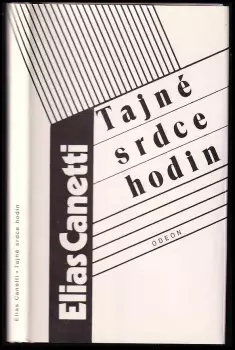 Elias Canetti • Tajné srdce hodin
Elias Canetti
Tajné
srdce
hodin
ODEON